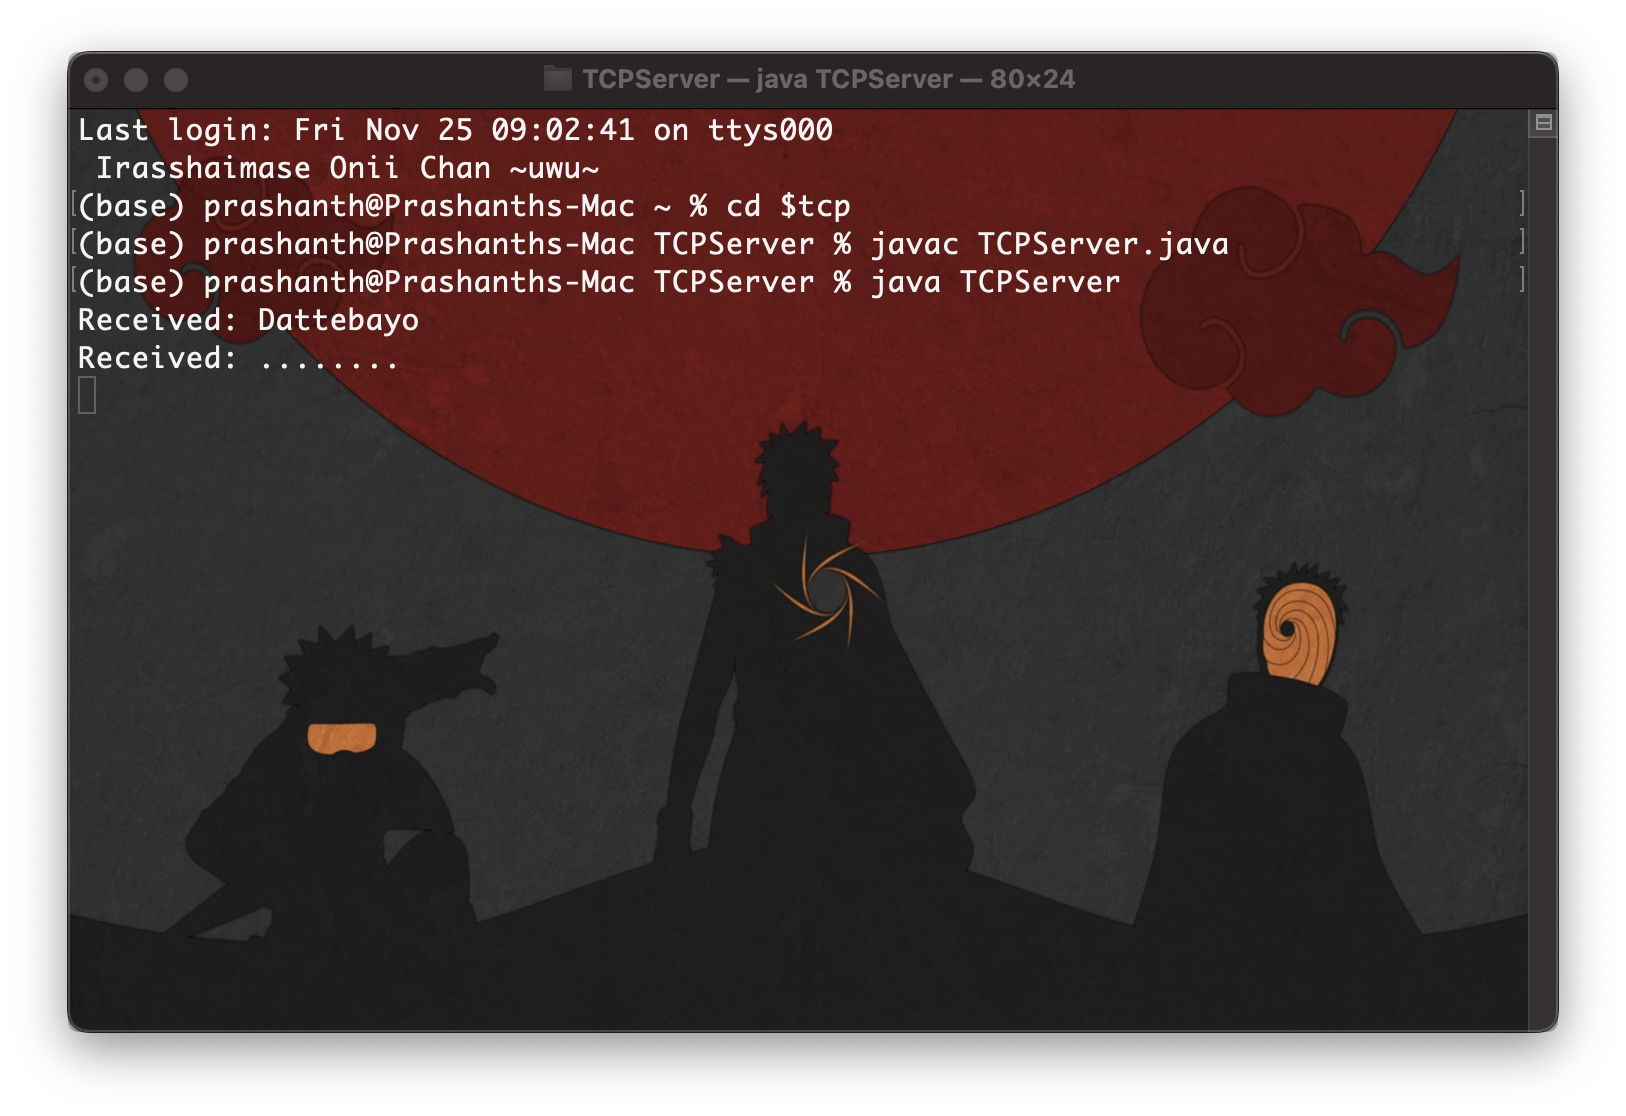 TCPServer — java TCPServer — 80×24
Last login: Fri Nov 25 09:02:41 on ttys000
 Irasshaimase Onii Chan ~uwu~
(base) prashanth@Prashanths-Mac ~ % cd $tcp
(base) prashanth@Prashanths-Mac TCPServer % javac TCPServer.java
(base) prashanth@Prashanths-Mac TCPServer % java TCPServer
Received: Dattebayo
Received: ........